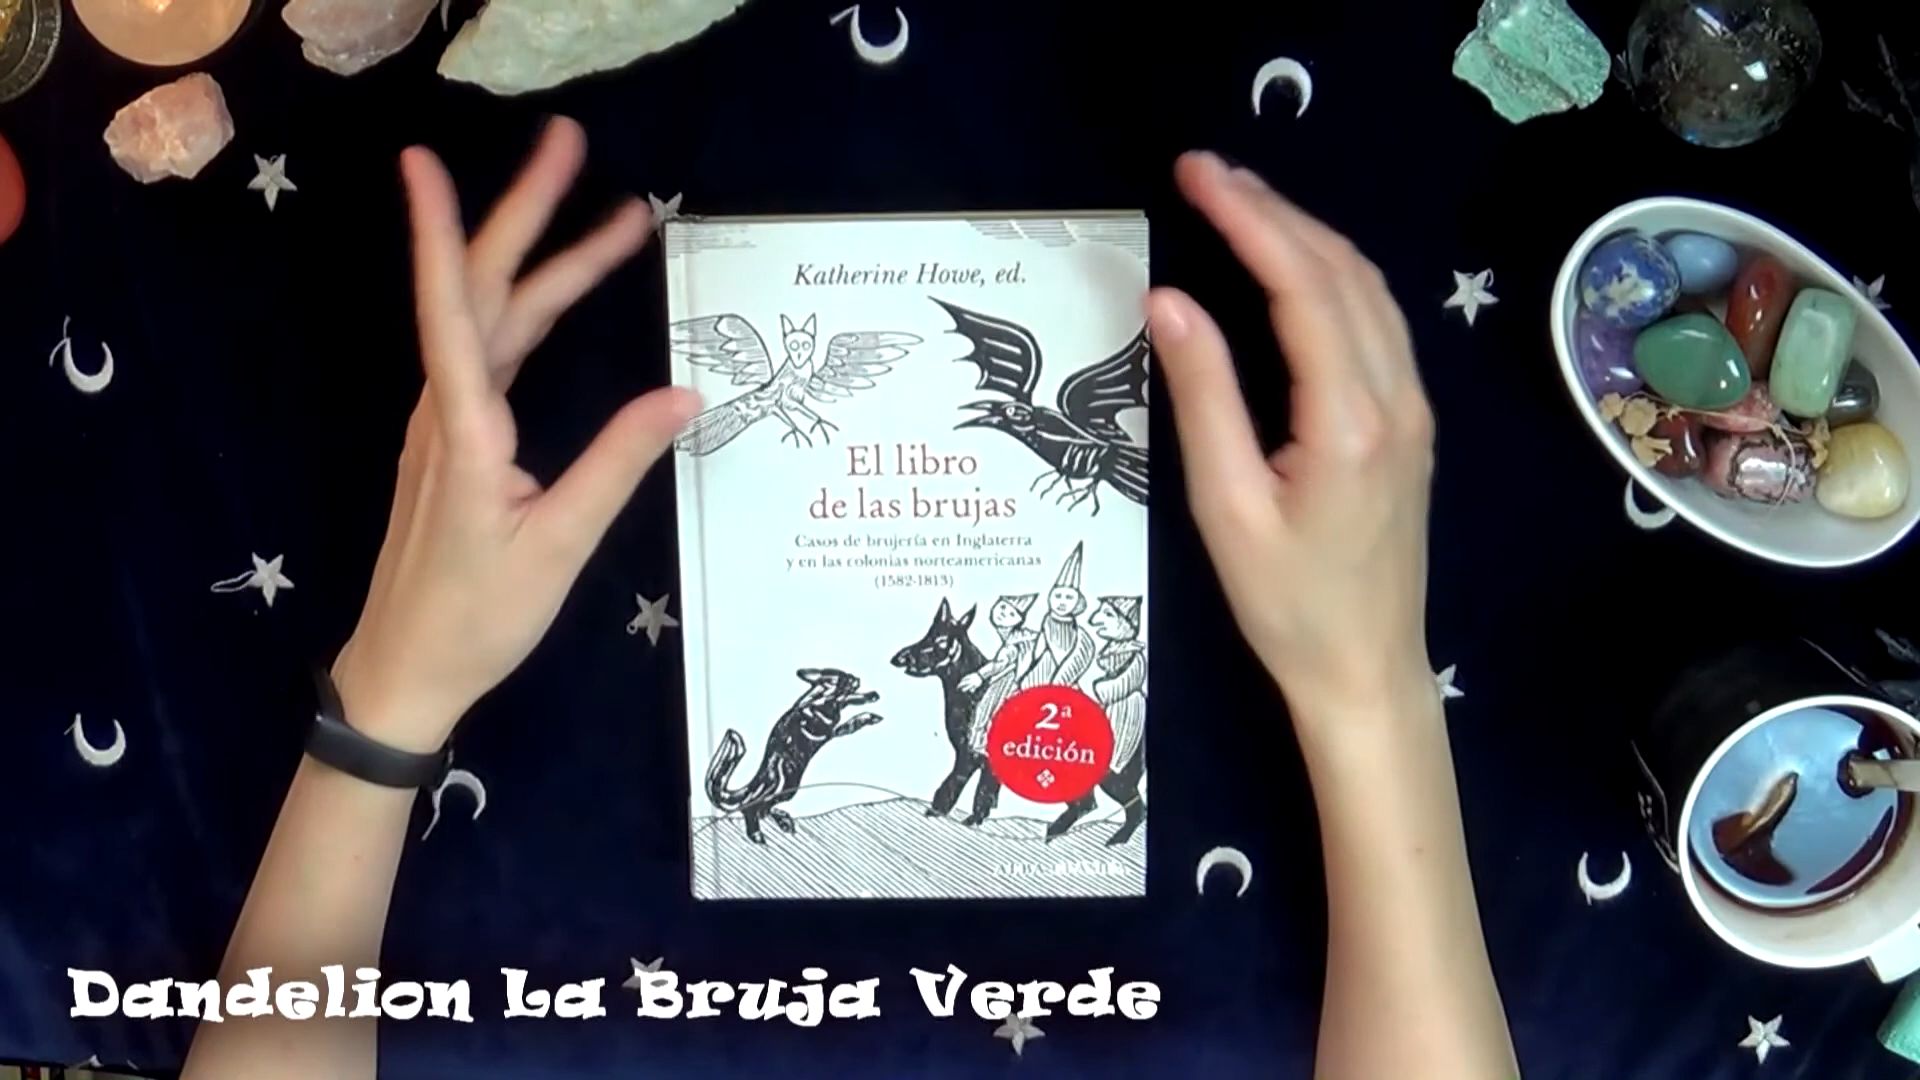 Katherine Howe, ed.
El libro
de las brujas
Casos de brujería en Inglaterra
y en las colonias norteamericanas
(1582-1813)
2ª
edición
Dandelion La Bruja Verde